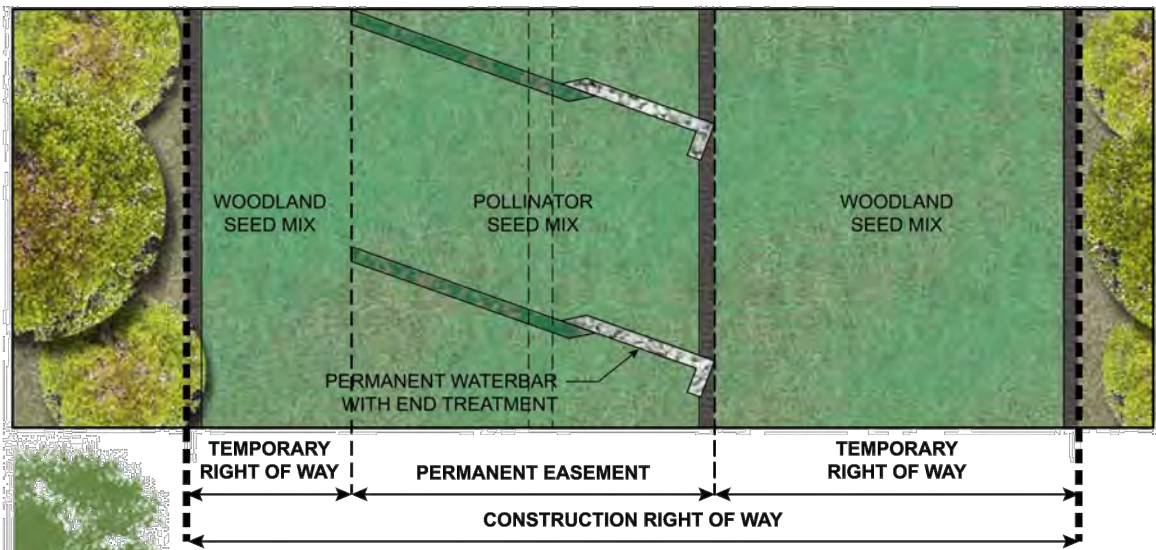 WOODLAND
SEED MIX
POLLINATOR
SEED MIX
WOODLAND
SEED MIX
PERMANENT WATERBAR
WITH END TREATMENT
TEMPORARY
RIGHT OF WAY
PERMANENT EASEMENT
TEMPORARY
RIGHT OF WAY
CONSTRUCTION RIGHT OF WAY